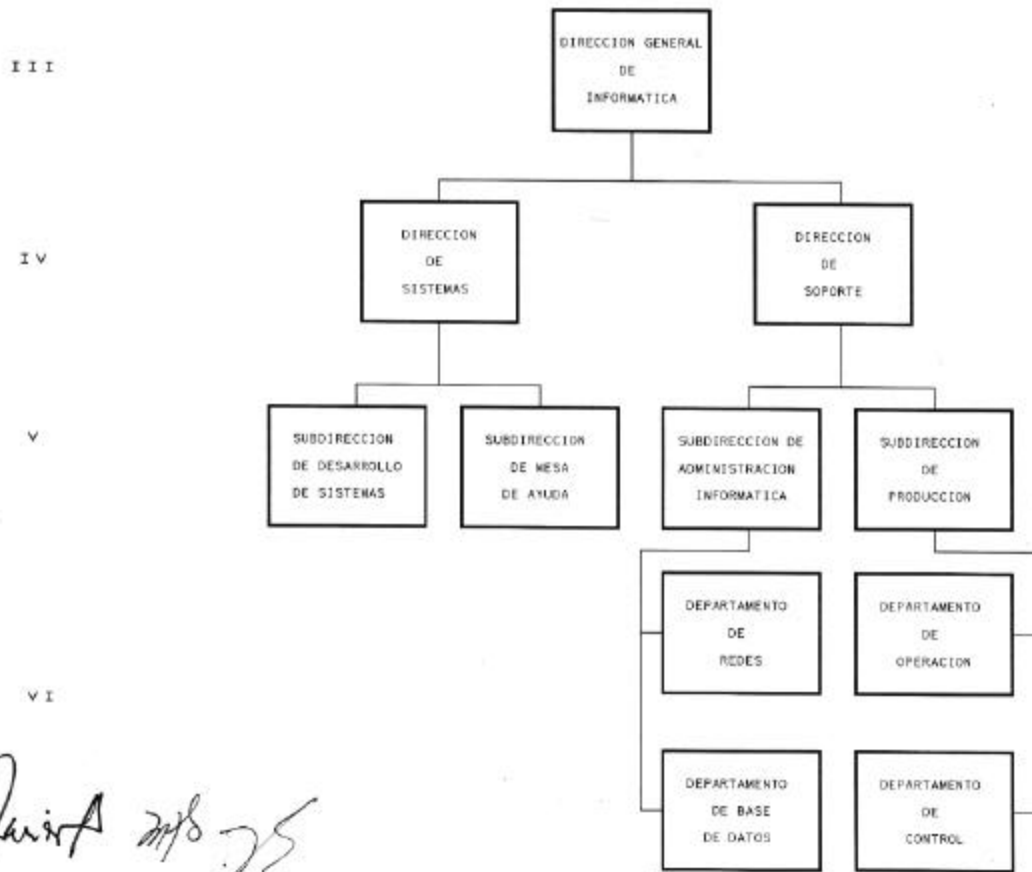 III
DIRECCION GENERAL
DE
INFORMATICA
IV
DIRECCION
DE
SISTEMAS
DIRECCION
DE
SOPORTE
V
SUBDIRECCION
DE DESARROLLO
DE SISTEMAS
SUBDIRECCION
DE MESA
DE AYUDA
SUBDIRECCION DE
ADMINISTRACION
INFORMATICA
SUBDIRECCION
DE
PRODUCCION
DEPARTAMENTO
DE
REDES
DEPARTAMENTO
DE
OPERACION
VI
DEPARTAMENTO
DE BASE
DE DATOS
DEPARTAMENTO
DE
CONTROL